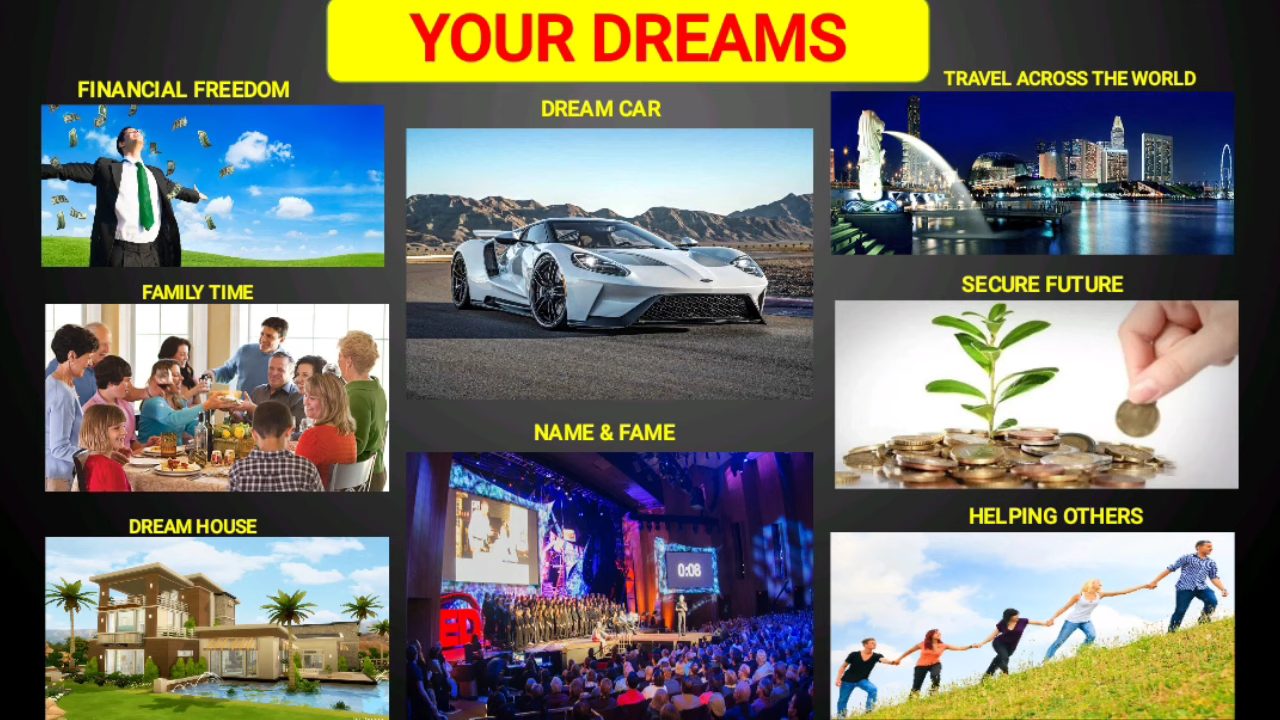 YOUR DREAMS
FINANCIAL FREEDOM
DREAM CAR
TRAVEL ACROSS THE WORLD
FAMILY TIME
SECURE FUTURE
NAME & FAME
0:08
DREAM HOUSE
HELPING OTHERS